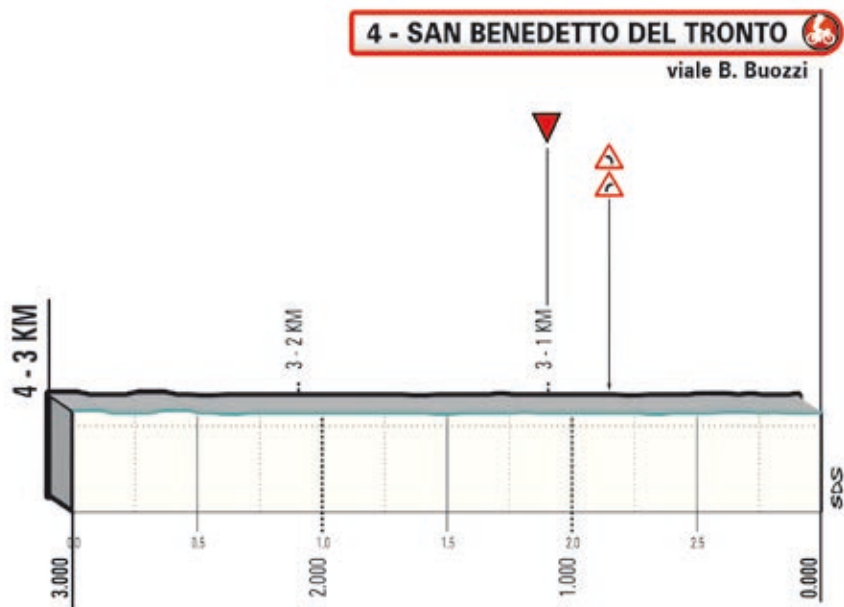 4 - SAN BENEDETTO DEL TRONTO
viale B. Buozzi
4 - 3 KM
3 - 2 KM
3 - 1 KM
SDS
0.0
0.5
1.0
1.5
2.0
2.5
3.000
2.000
1.000
0.000